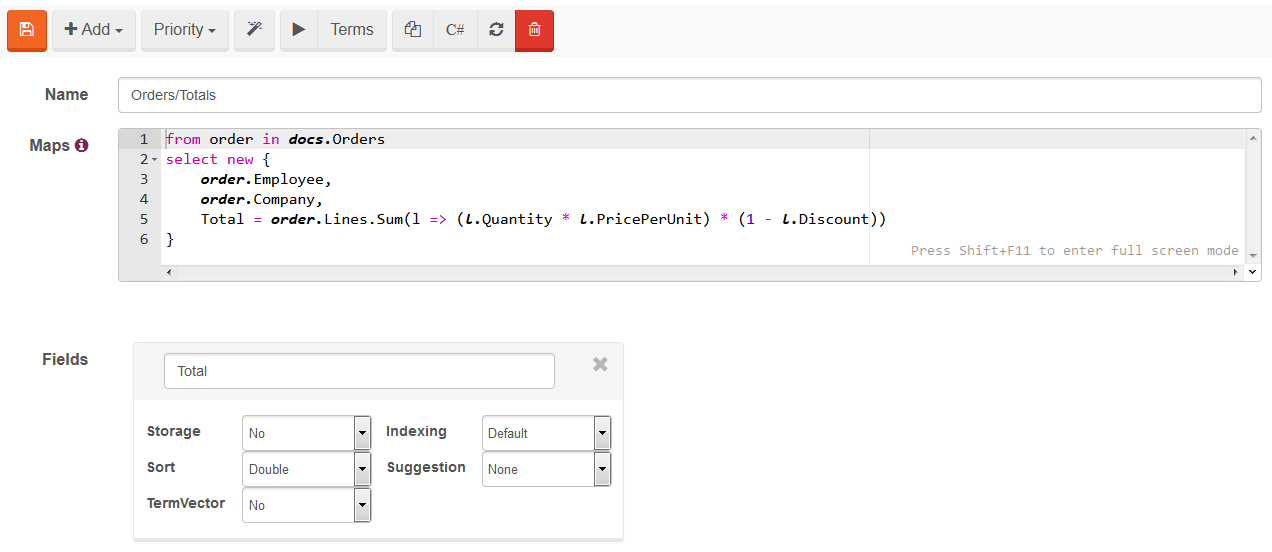 Add Priority Terms C#
Name Orders/Totals
Maps
1 from order in docs.Orders
2 select new {
3 order.Employee,
4 order.Company,
5 Total = order.Lines.Sum(l => (l.Quantity * l.PricePerUnit) * (1 - l.Discount))
6 }
Press Shift+F11 to enter full screen mode
Fields
Total
Storage No Indexing Default
Sort Double Suggestion None
TermVector No